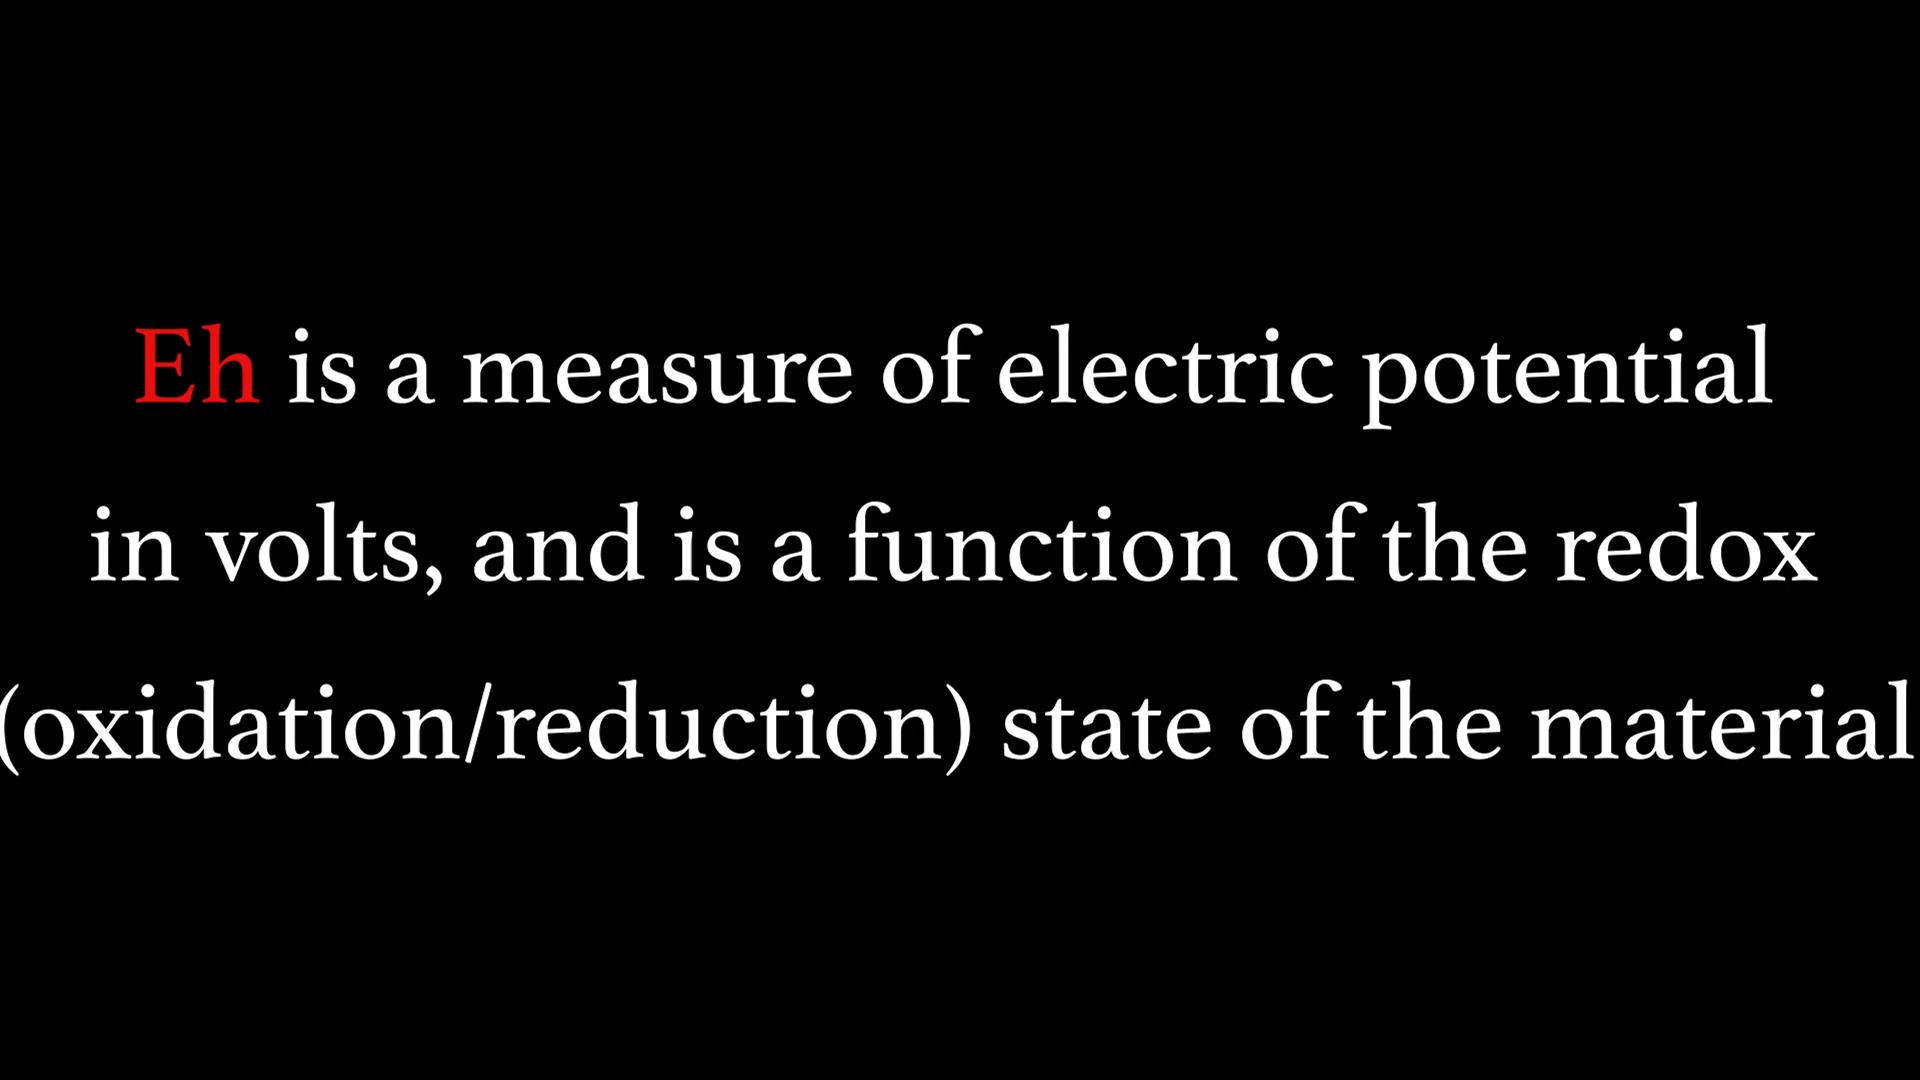 Eh is a measure of electric potential
in volts, and is a function of the redox
(oxidation/reduction) state of the material